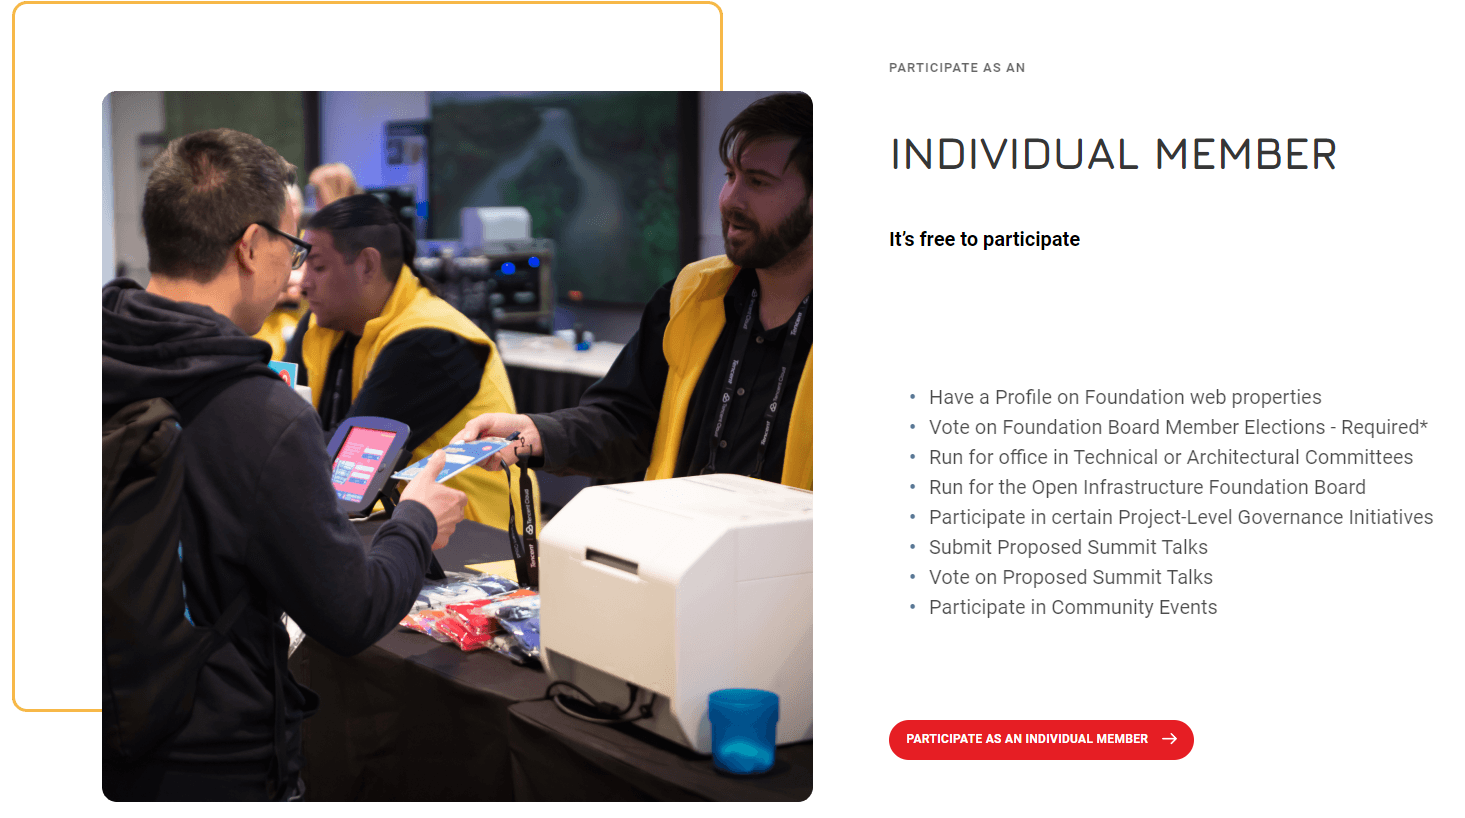 PARTICIPATE AS AN
INDIVIDUAL MEMBER
It's free to participate
• Have a Profile on Foundation web properties
• Vote on Foundation Board Member Elections - Required*
• Run for office in Technical or Architectural Committees
• Run for the Open Infrastructure Foundation Board
• Participate in certain Project-Level Governance Initiatives
• Submit Proposed Summit Talks
• Vote on Proposed Summit Talks
• Participate in Community Events
PARTICIPATE AS AN INDIVIDUAL MEMBER →
Tencent Cloud
Tencent